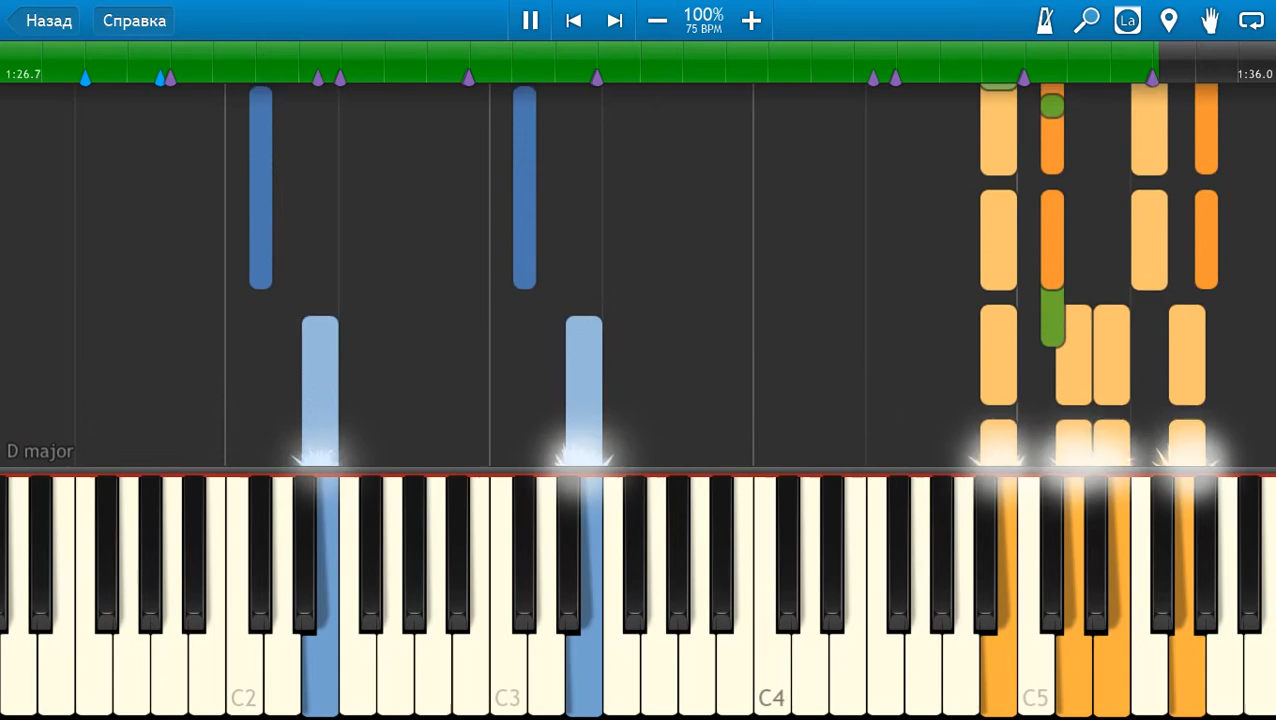 Назад
Справка
100%
75 BPM
La
1:26.7
1:36.0
D major
C2
C3
C4
C5